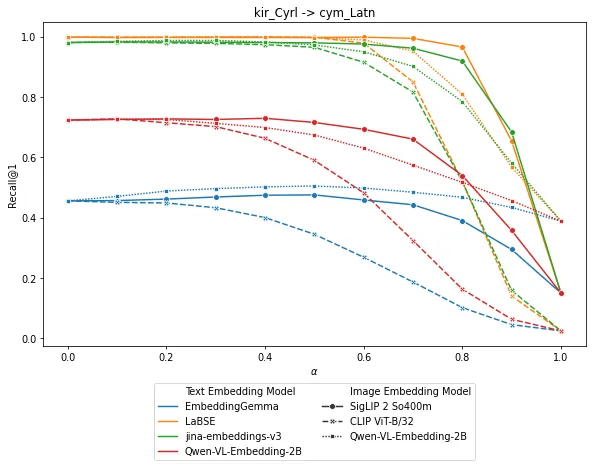 kir_Cyrl -> cym_Latn
Recall@1
1.0
0.8
0.6
0.4
0.2
0.0
0.0 0.2 0.4 0.6 0.8 1.0
α
Text Embedding Model
EmbeddingGemma
LaBSE
jina-embeddings-v3
Qwen-VL-Embedding-2B
Image Embedding Model
SigLIP 2 So400m
CLIP ViT-B/32
Qwen-VL-Embedding-2B